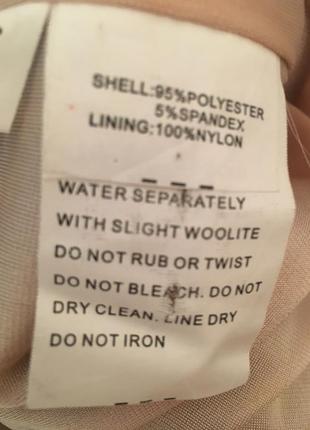 SHELL:95%POLYESTER
5%SPANDEX
LINING:100%NYLON
WATER SEPARATELY
WITH SLIGHT WOOLITE
DO NOT RUB OR TWIST
DO NOT BLEACH. DO NOT
DRY CLEAN. LINE DRY
DO NOT IRON